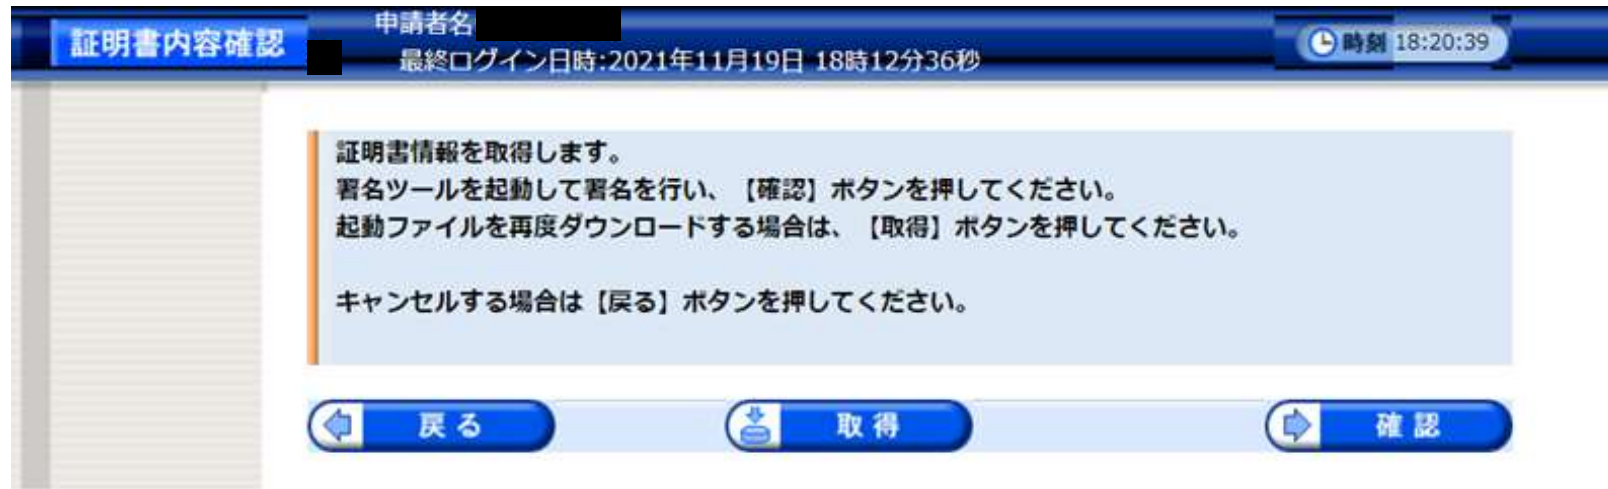 証明書内容確認
申請者名
最終ログイン日時:2021年11月19日 18時12分36秒
時刻 18:20:39
証明書情報を取得します。
署名ツールを起動して署名を行い、【確認】ボタンを押してください。
起動ファイルを再度ダウンロードする場合は、【取得】ボタンを押してください。
キャンセルする場合は【戻る】ボタンを押してください。
戻る
取得
確認